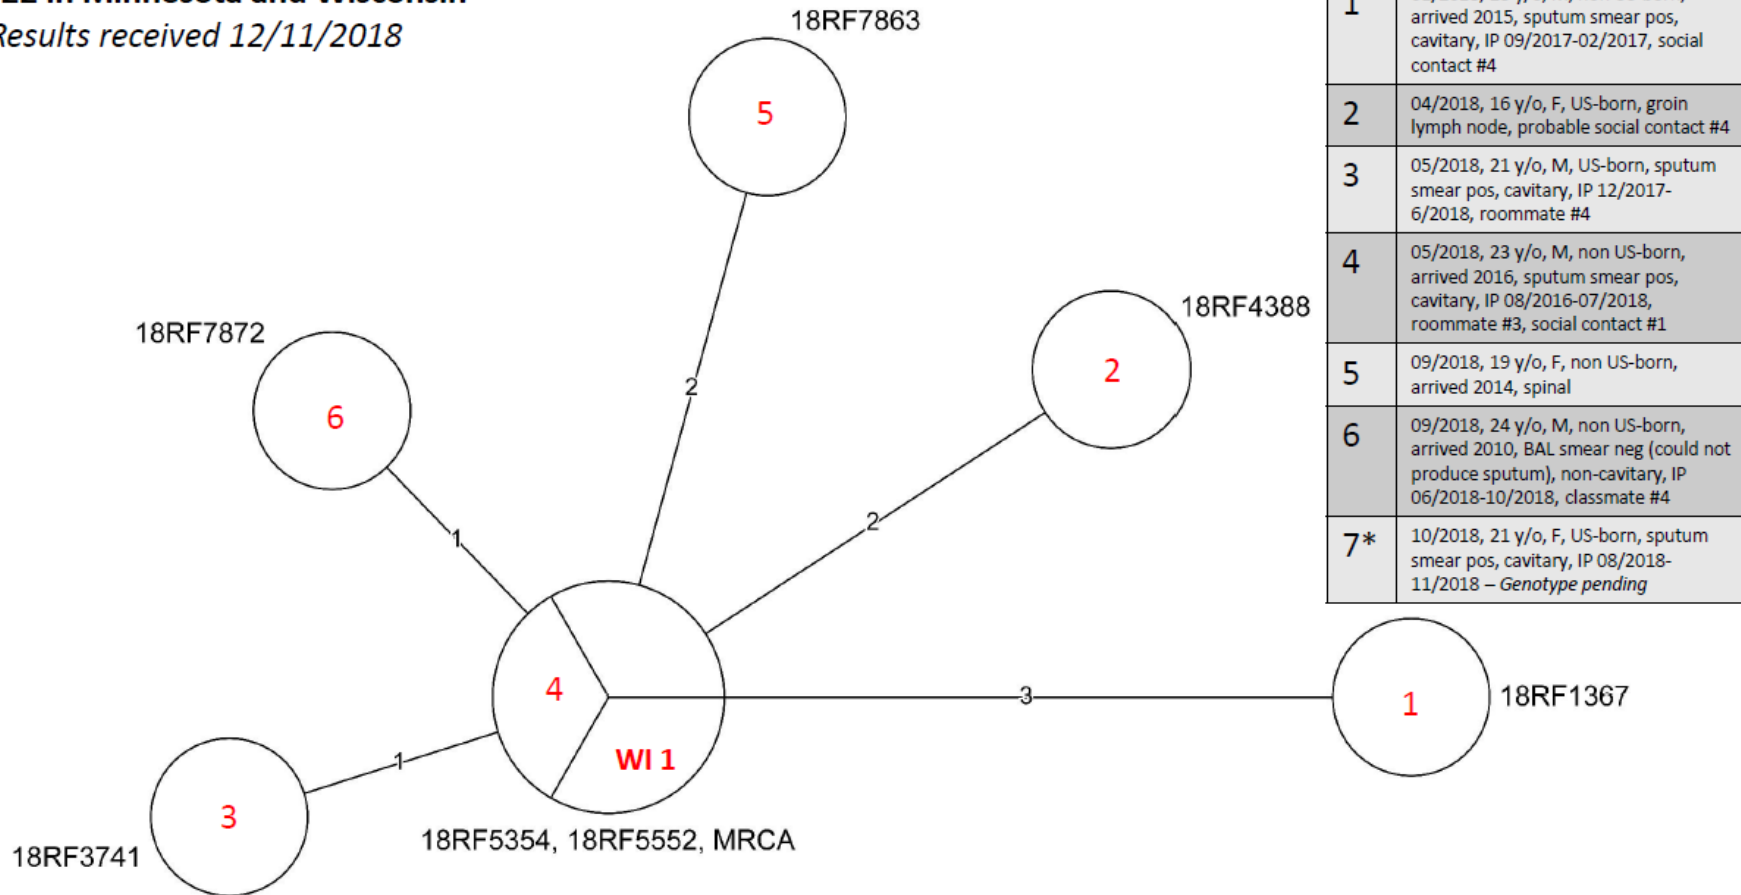 in Minnesota and Wisconsin
Results received 12/11/2018
18RF7863
5
18RF4388
2
18RF7872
6
2
2
1
4
WI 1
3
1
18RF1367
1
3
18RF3741
18RF5354, 18RF5552, MRCA
1
arrived 2015, sputum smear pos,
cavitary, IP 09/2017-02/2017, social
contact #4
2
04/2018, 16 y/o, F, US-born, groin
lymph node, probable social contact #4
3
05/2018, 21 y/o, M, US-born, sputum
smear pos, cavitary, IP 12/2017-
6/2018, roommate #4
4
05/2018, 23 y/o, M, non US-born,
arrived 2016, sputum smear pos,
cavitary, IP 08/2016-07/2018,
roommate #3, social contact #1
5
09/2018, 19 y/o, F, non US-born,
arrived 2014, spinal
6
09/2018, 24 y/o, M, non US-born,
arrived 2010, BAL smear neg (could not
produce sputum), non-cavitary, IP
06/2018-10/2018, classmate #4
7*
10/2018, 21 y/o, F, US-born, sputum
smear pos, cavitary, IP 08/2018-
11/2018 – Genotype pending